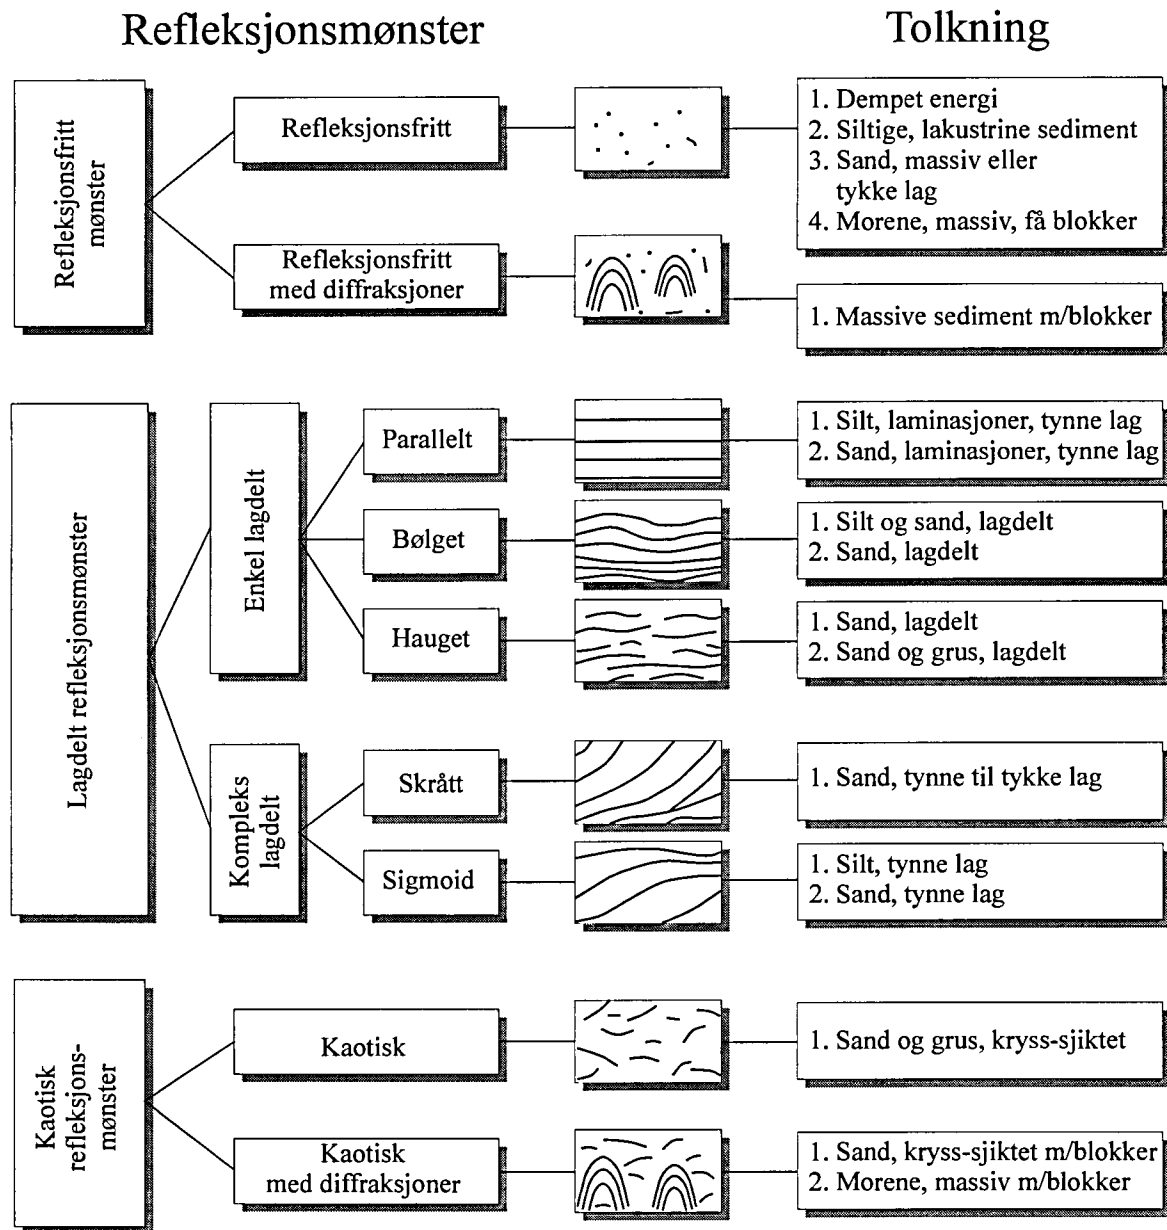 Refleksjonsmønster
Tolkning
Refleksjonsfritt
mønster
Refleksjonsfritt
1. Dempet energi
2. Siltige, lakustrine sediment
3. Sand, massiv eller
tykke lag
4. Morene, massiv, få blokker
Refleksjonsfritt
med diffraksjoner
1. Massive sediment m/blokker
Lagdelt refleksjonsmønster
Enkel lagdelt
Parallelt
1. Silt, laminasjoner, tynne lag
2. Sand, laminasjoner, tynne lag
Bølget
1. Silt og sand, lagdelt
2. Sand, lagdelt
Hauget
1. Sand, lagdelt
2. Sand og grus, lagdelt
Kompleks
lagdelt
Skrått
1. Sand, tynne til tykke lag
Sigmoid
1. Silt, tynne lag
2. Sand, tynne lag
Kaotisk
refleksjons-
mønster
Kaotisk
1. Sand og grus, kryss-sjiktet
Kaotisk
med diffraksjoner
1. Sand, kryss-sjiktet m/blokker
2. Morene, massiv m/blokker